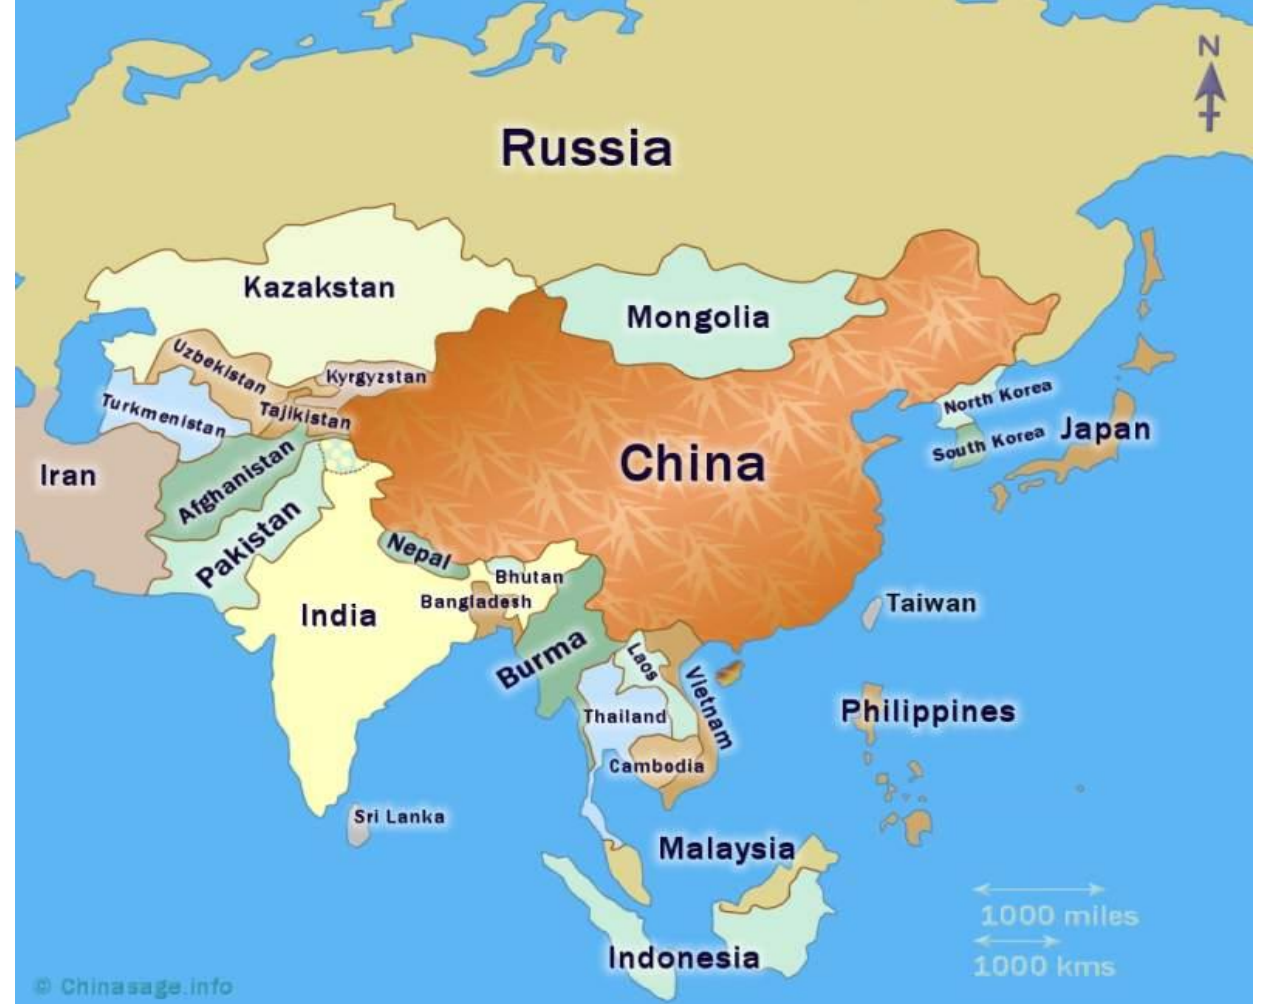 N
Russia
Kazakstan
Mongolia
Uzbekistan
Kyrgyzstan
Turkmenistan
Tajikistan
North Korea
South Korea
Japan
Iran
Afghanistan
China
Pakistan
Nepal
Bhutan
Bangladesh
India
Taiwan
Burma
Laos
Vietnam
Thailand
Philippines
Cambodia
Sri Lanka
Malaysia
1000 miles
Indonesia
1000 kms
© Chinasage.info